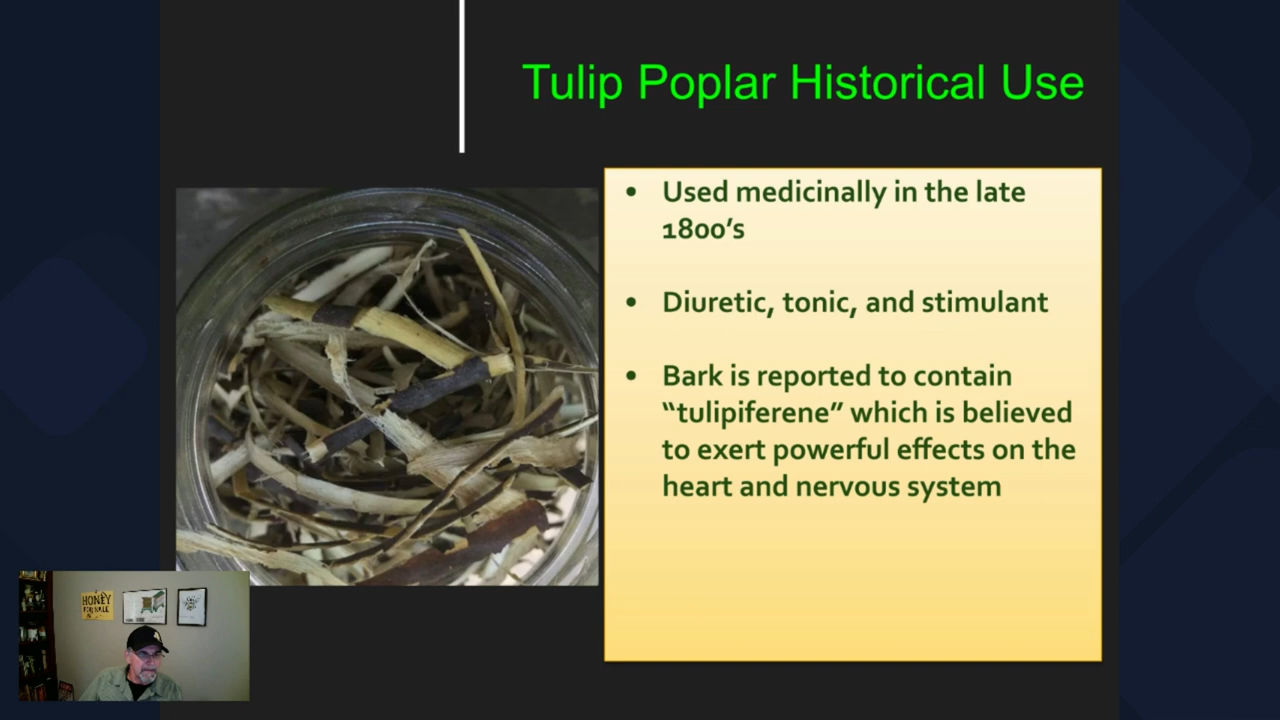 Tulip Poplar Historical Use
• Used medicinally in the late
1800’s
• Diuretic, tonic, and stimulant
• Bark is reported to contain
“tulipiferene” which is believed
to exert powerful effects on the
heart and nervous system
HONEY
FOR SALE